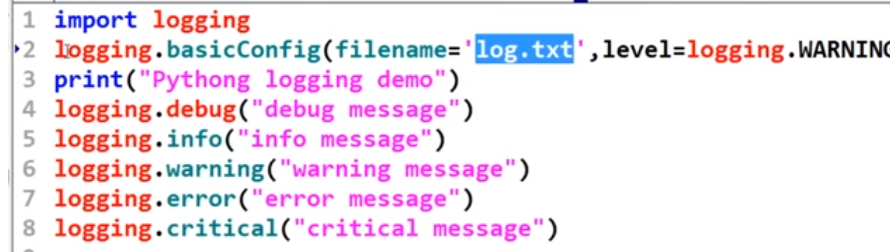 1 import logging
2 logging.basicConfig(filename='log.txt',level=logging.WARNING
3 print("Pythong logging demo")
4 logging.debug("debug message")
5 logging.info("info message")
6 logging.warning("warning message")
7 logging.error("error message")
8 logging.critical("critical message")